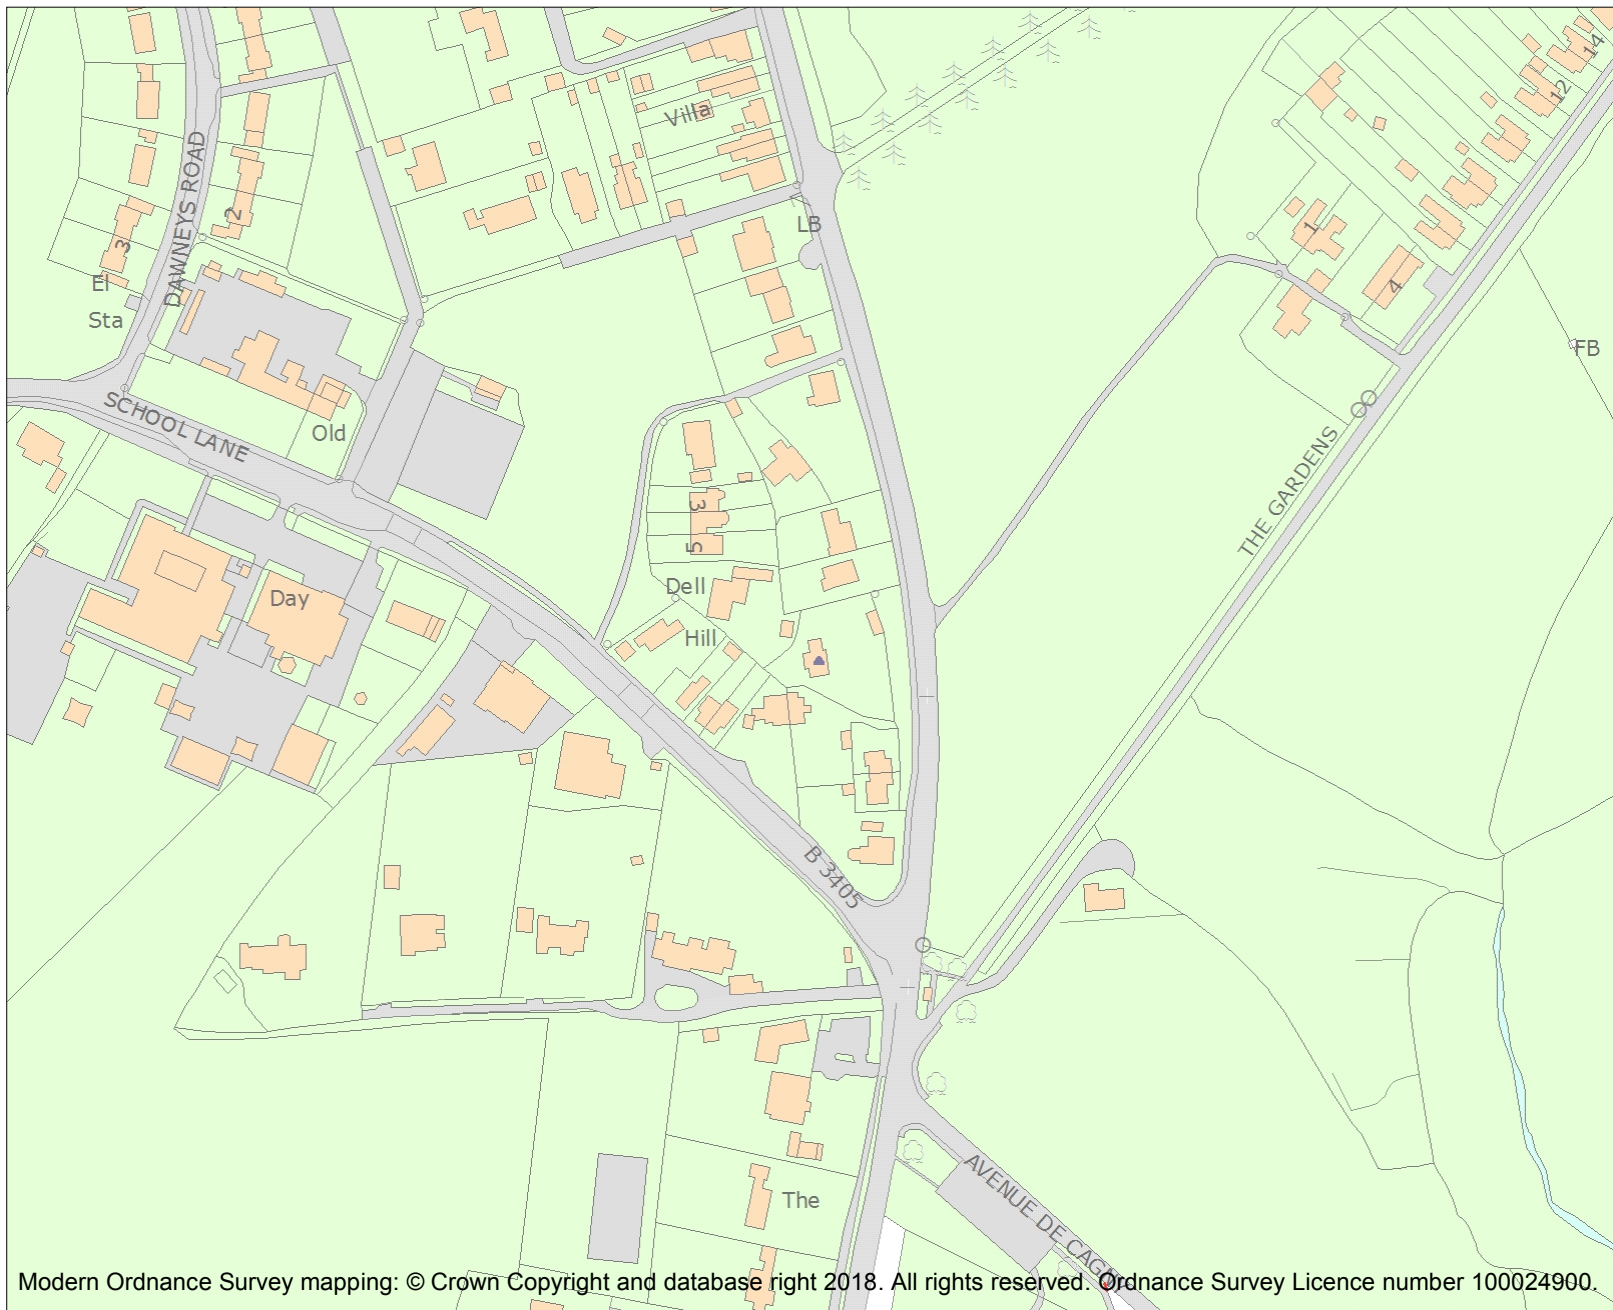 14
12
Villa
DAWNEYS ROAD
2
LB
1
3
El
Sta
4
FB
SCHOOL LANE
Old
THE GARDENS
3
5
Dell
Day
Hill
B 3405
AVENUE DE CAGNY
The
Modern Ordnance Survey mapping: © Crown Copyright and database right 2018. All rights reserved. Ordnance Survey Licence number 100024900.